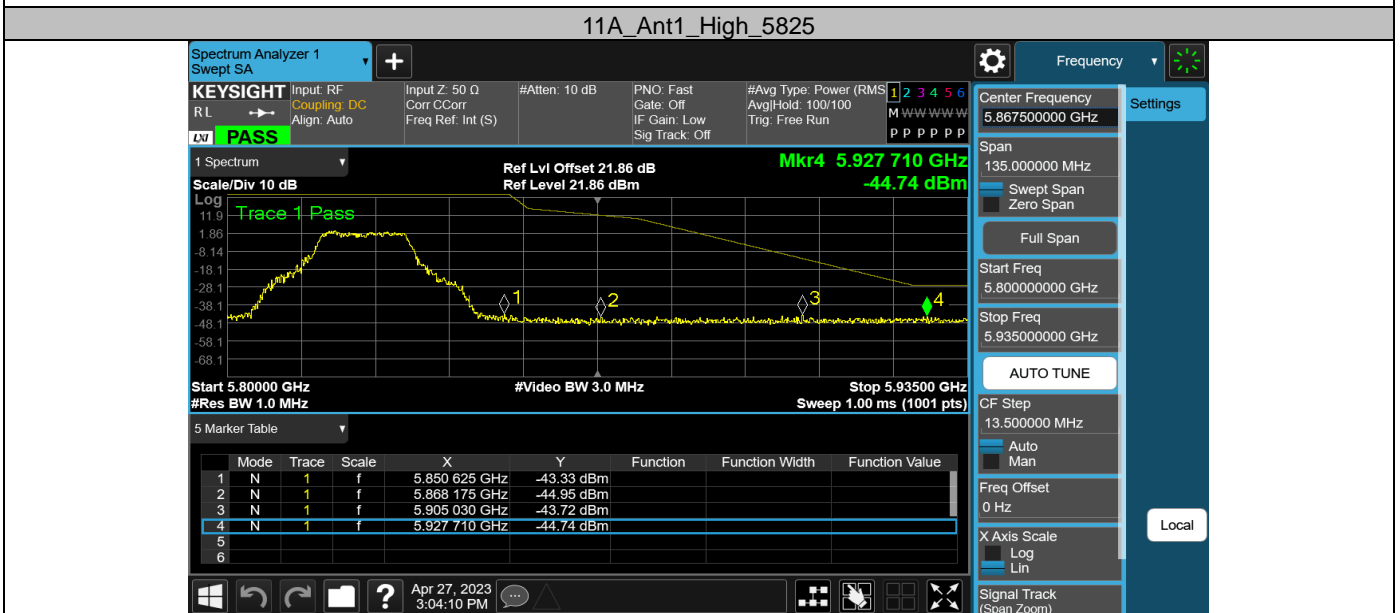 11A_Ant1_High_5825
Spectrum Analyzer 1
Swept SA
Frequency
KEYSIGHT
RL
LXI PASS
Input: RF
Coupling: DC
Align: Auto
Input Z: 50 Ω
Corr CCorr
Freq Ref: Int (S)
#Atten: 10 dB
PNO: Fast
Gate: Off
IF Gain: Low
Sig Track: Off
#Avg Type: Power (RMS
Avg|Hold: 100/100
Trig: Free Run
1 2 3 4 5 6
M W W W W W
P P P P P P
1 Spectrum
Scale/Div 10 dB
Ref Lvl Offset 21.86 dB
Ref Level 21.86 dBm
Mkr4 5.927 710 GHz
-44.74 dBm
Log
Trace 1 Pass
11.9
1.86
-8.14
-18.1
-28.1
-38.1
-48.1
-58.1
-68.1
1
2
3
4
Start 5.80000 GHz
#Res BW 1.0 MHz
#Video BW 3.0 MHz
Stop 5.93500 GHz
Sweep 1.00 ms (1001 pts)
5 Marker Table
Mode Trace Scale X Y Function Function Width Function Value
1 N 1 f 5.850 625 GHz -43.33 dBm
2 N 1 f 5.868 175 GHz -44.95 dBm
3 N 1 f 5.905 030 GHz -43.72 dBm
4 N 1 f 5.927 710 GHz -44.74 dBm
5
6
Apr 27, 2023
3:04:10 PM
Center Frequency
5.867500000 GHz
Settings
Span
135.000000 MHz
Swept Span
Zero Span
Full Span
Start Freq
5.800000000 GHz
Stop Freq
5.935000000 GHz
AUTO TUNE
CF Step
13.500000 MHz
Auto
Man
Freq Offset
0 Hz
Local
X Axis Scale
Log
Lin
Signal Track
(Span Zoom)